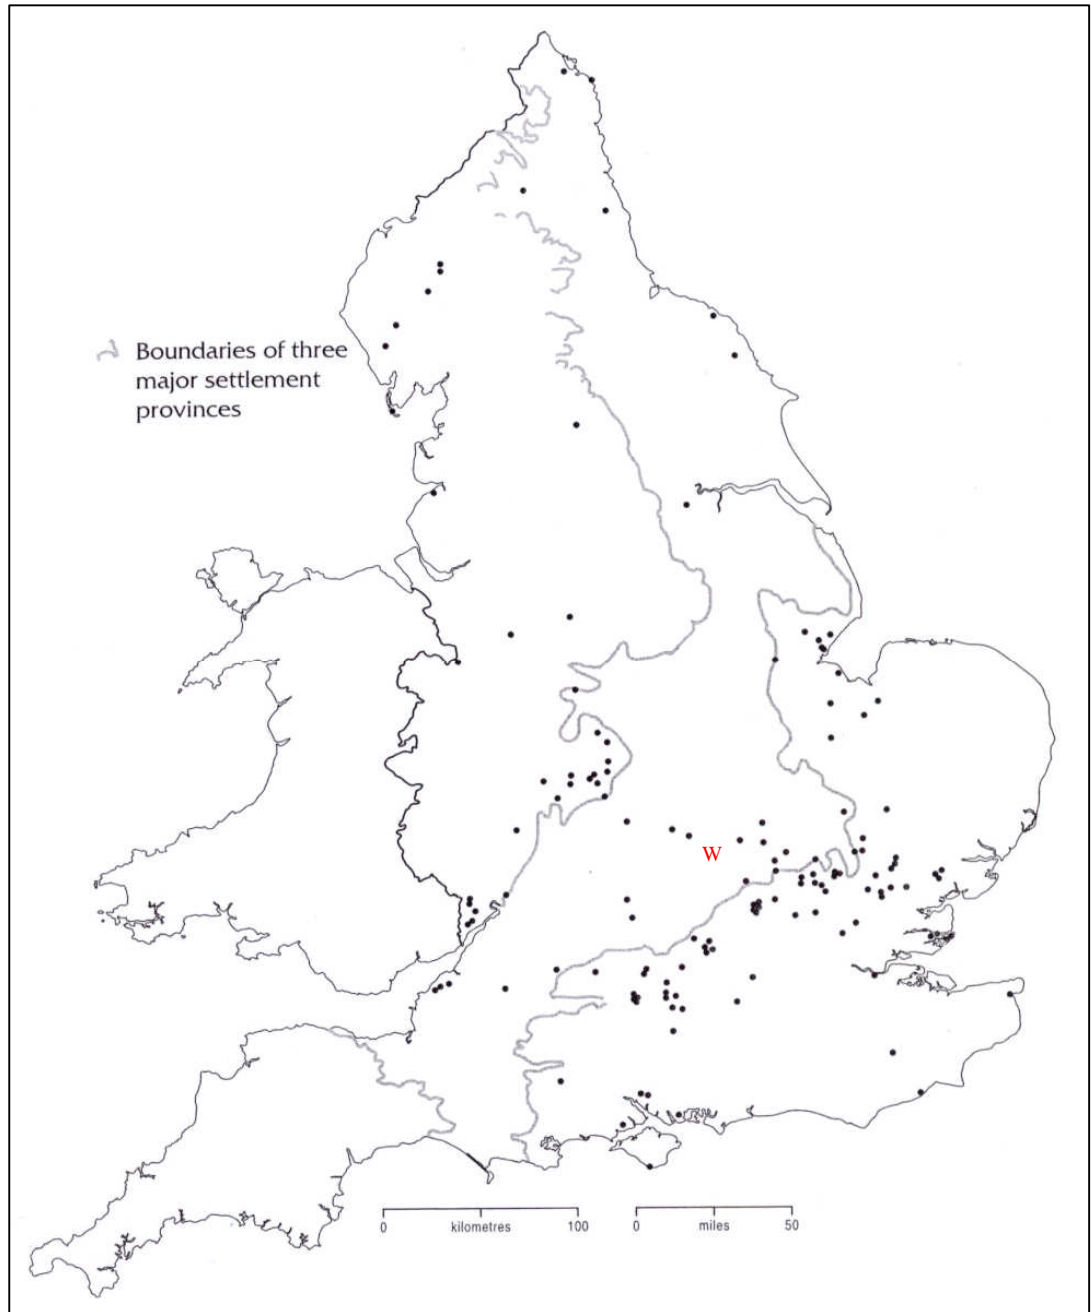 Boundaries of three
major settlement
provinces
W
0 kilometres 100
0 miles 50